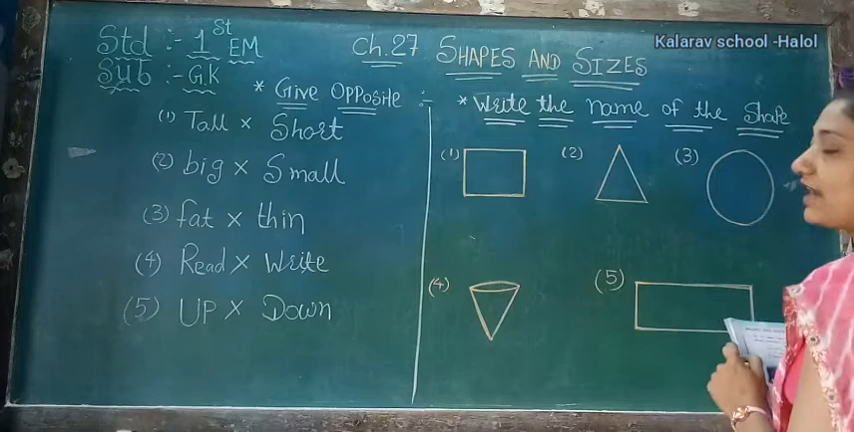 Kalarav school -Halol
Std :- 1st EM
Sub :- GK
Ch.27 SHAPES AND SIZES
* Give OPPosite :-
(1) Tall × Short
(2) big × Small
(3) fat × thin
(4) Read × Write
(5) UP × Down
* Write the name of the Shape
(1)
(2)
(3)
(4)
(5)